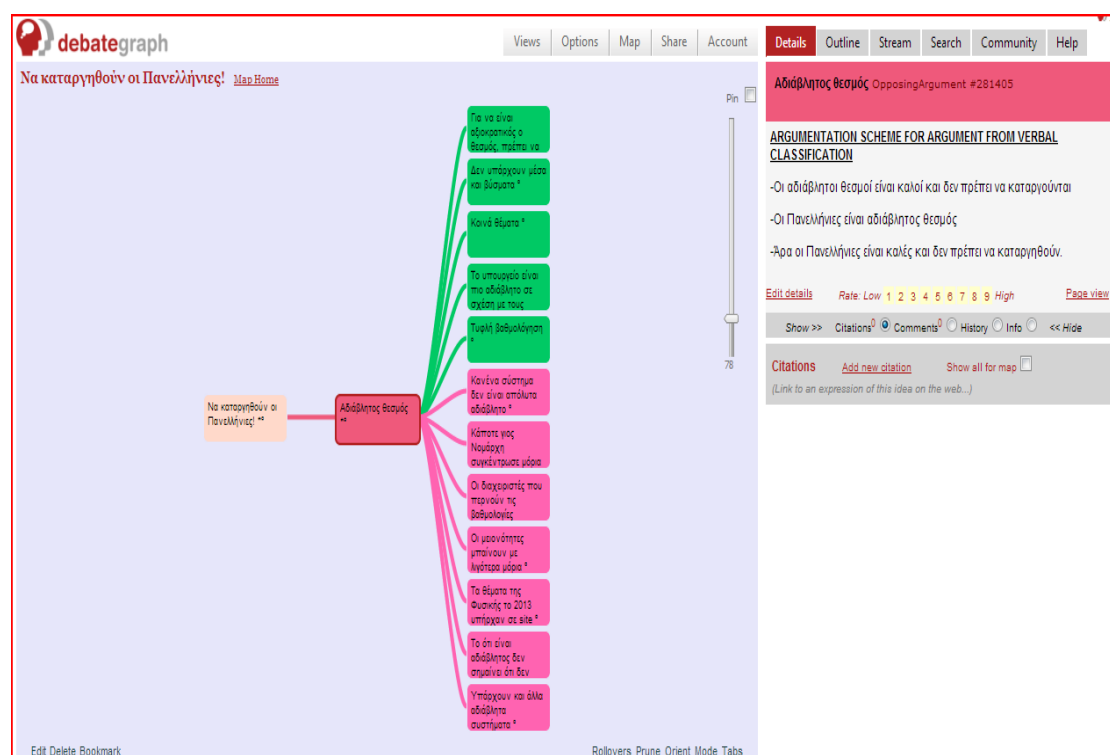 debategraph
Views Options Map Share Account
Details Outline Stream Search Community Help
Να καταργηθούν οι Πανελλήνιες! Map Home
Pin
78
Να καταργηθούν οι
Πανελλήνιες! +º
Αδιάβλητος θεσμός
+º
Για να είναι
αξιοκρατικός ο
θεσμός, πρέπει να
Δεν υπάρχουν μέσα
και βύσματα º
Κοινά θέματα º
Το υπουργείο είναι
πιο αδιάβλητο σε
σχέση με τους
Τυφλή βαθμολόγηση
º
Κανένα σύστημα
δεν είναι απόλυτα
αδιάβλητο º
Κάποτε γιος
Νομάρχη
συγκέντρωσε μόρια
Οι διαχειριστές που
περνούν τις
βαθμολογίες
Οι μειονότητες
μπαίνουν με
λιγότερα μόρια º
Τα θέματα της
Φυσικής το 2013
υπήρχαν σε site º
Το ότι είναι
αδιάβλητος δεν
σημαίνει ότι δεν
Υπάρχουν και άλλα
αδιάβλητα
συστήματα º
Edit Delete Bookmark
Rollovers Prune Orient Mode Tabs
Αδιάβλητος θεσμός OpposingArgument #281405
ARGUMENTATION SCHEME FOR ARGUMENT FROM VERBAL
CLASSIFICATION
-Οι αδιάβλητοι θεσμοί είναι καλοί και δεν πρέπει να καταργούνται
-Οι Πανελλήνιες είναι αδιάβλητος θεσμός
-Άρα οι Πανελλήνιες είναι καλές και δεν πρέπει να καταργηθούν.
Edit details Rate: Low 1 2 3 4 5 6 7 8 9 High Page view
Show >> Citations0 Comments0 History Info << Hide
Citations Add new citation Show all for map
(Link to an expression of this idea on the web...)